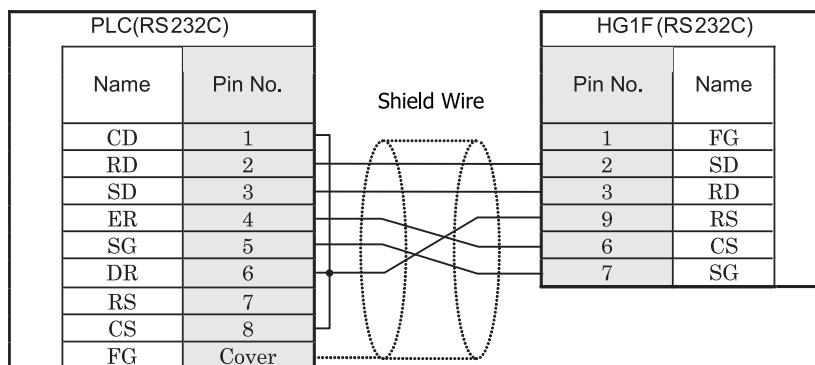 PLC(RS232C) HG1F(RS232C)
Name Pin No. Shield Wire Pin No. Name
CD 1 1 FG
RD 2 2 SD
SD 3 3 RD
ER 4 9 RS
SG 5 6 CS
DR 6 7 SG
RS 7
CS 8
FG Cover